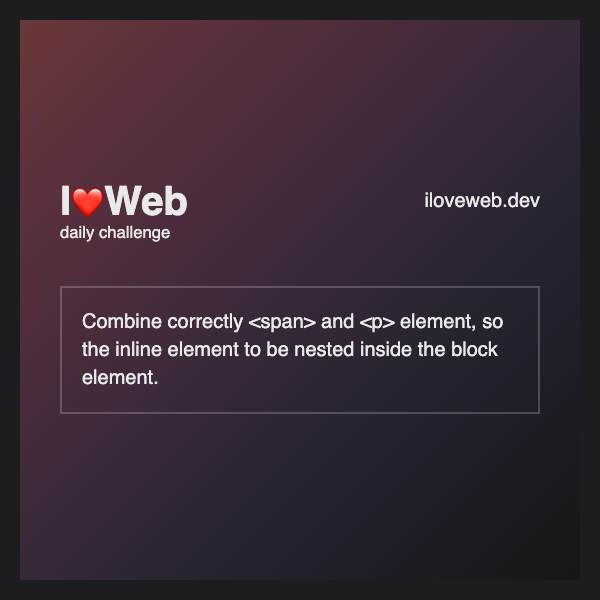 I❤️Web
daily challenge
iloveweb.dev
Combine correctly <span> and <p> element, so
the inline element to be nested inside the block
element.